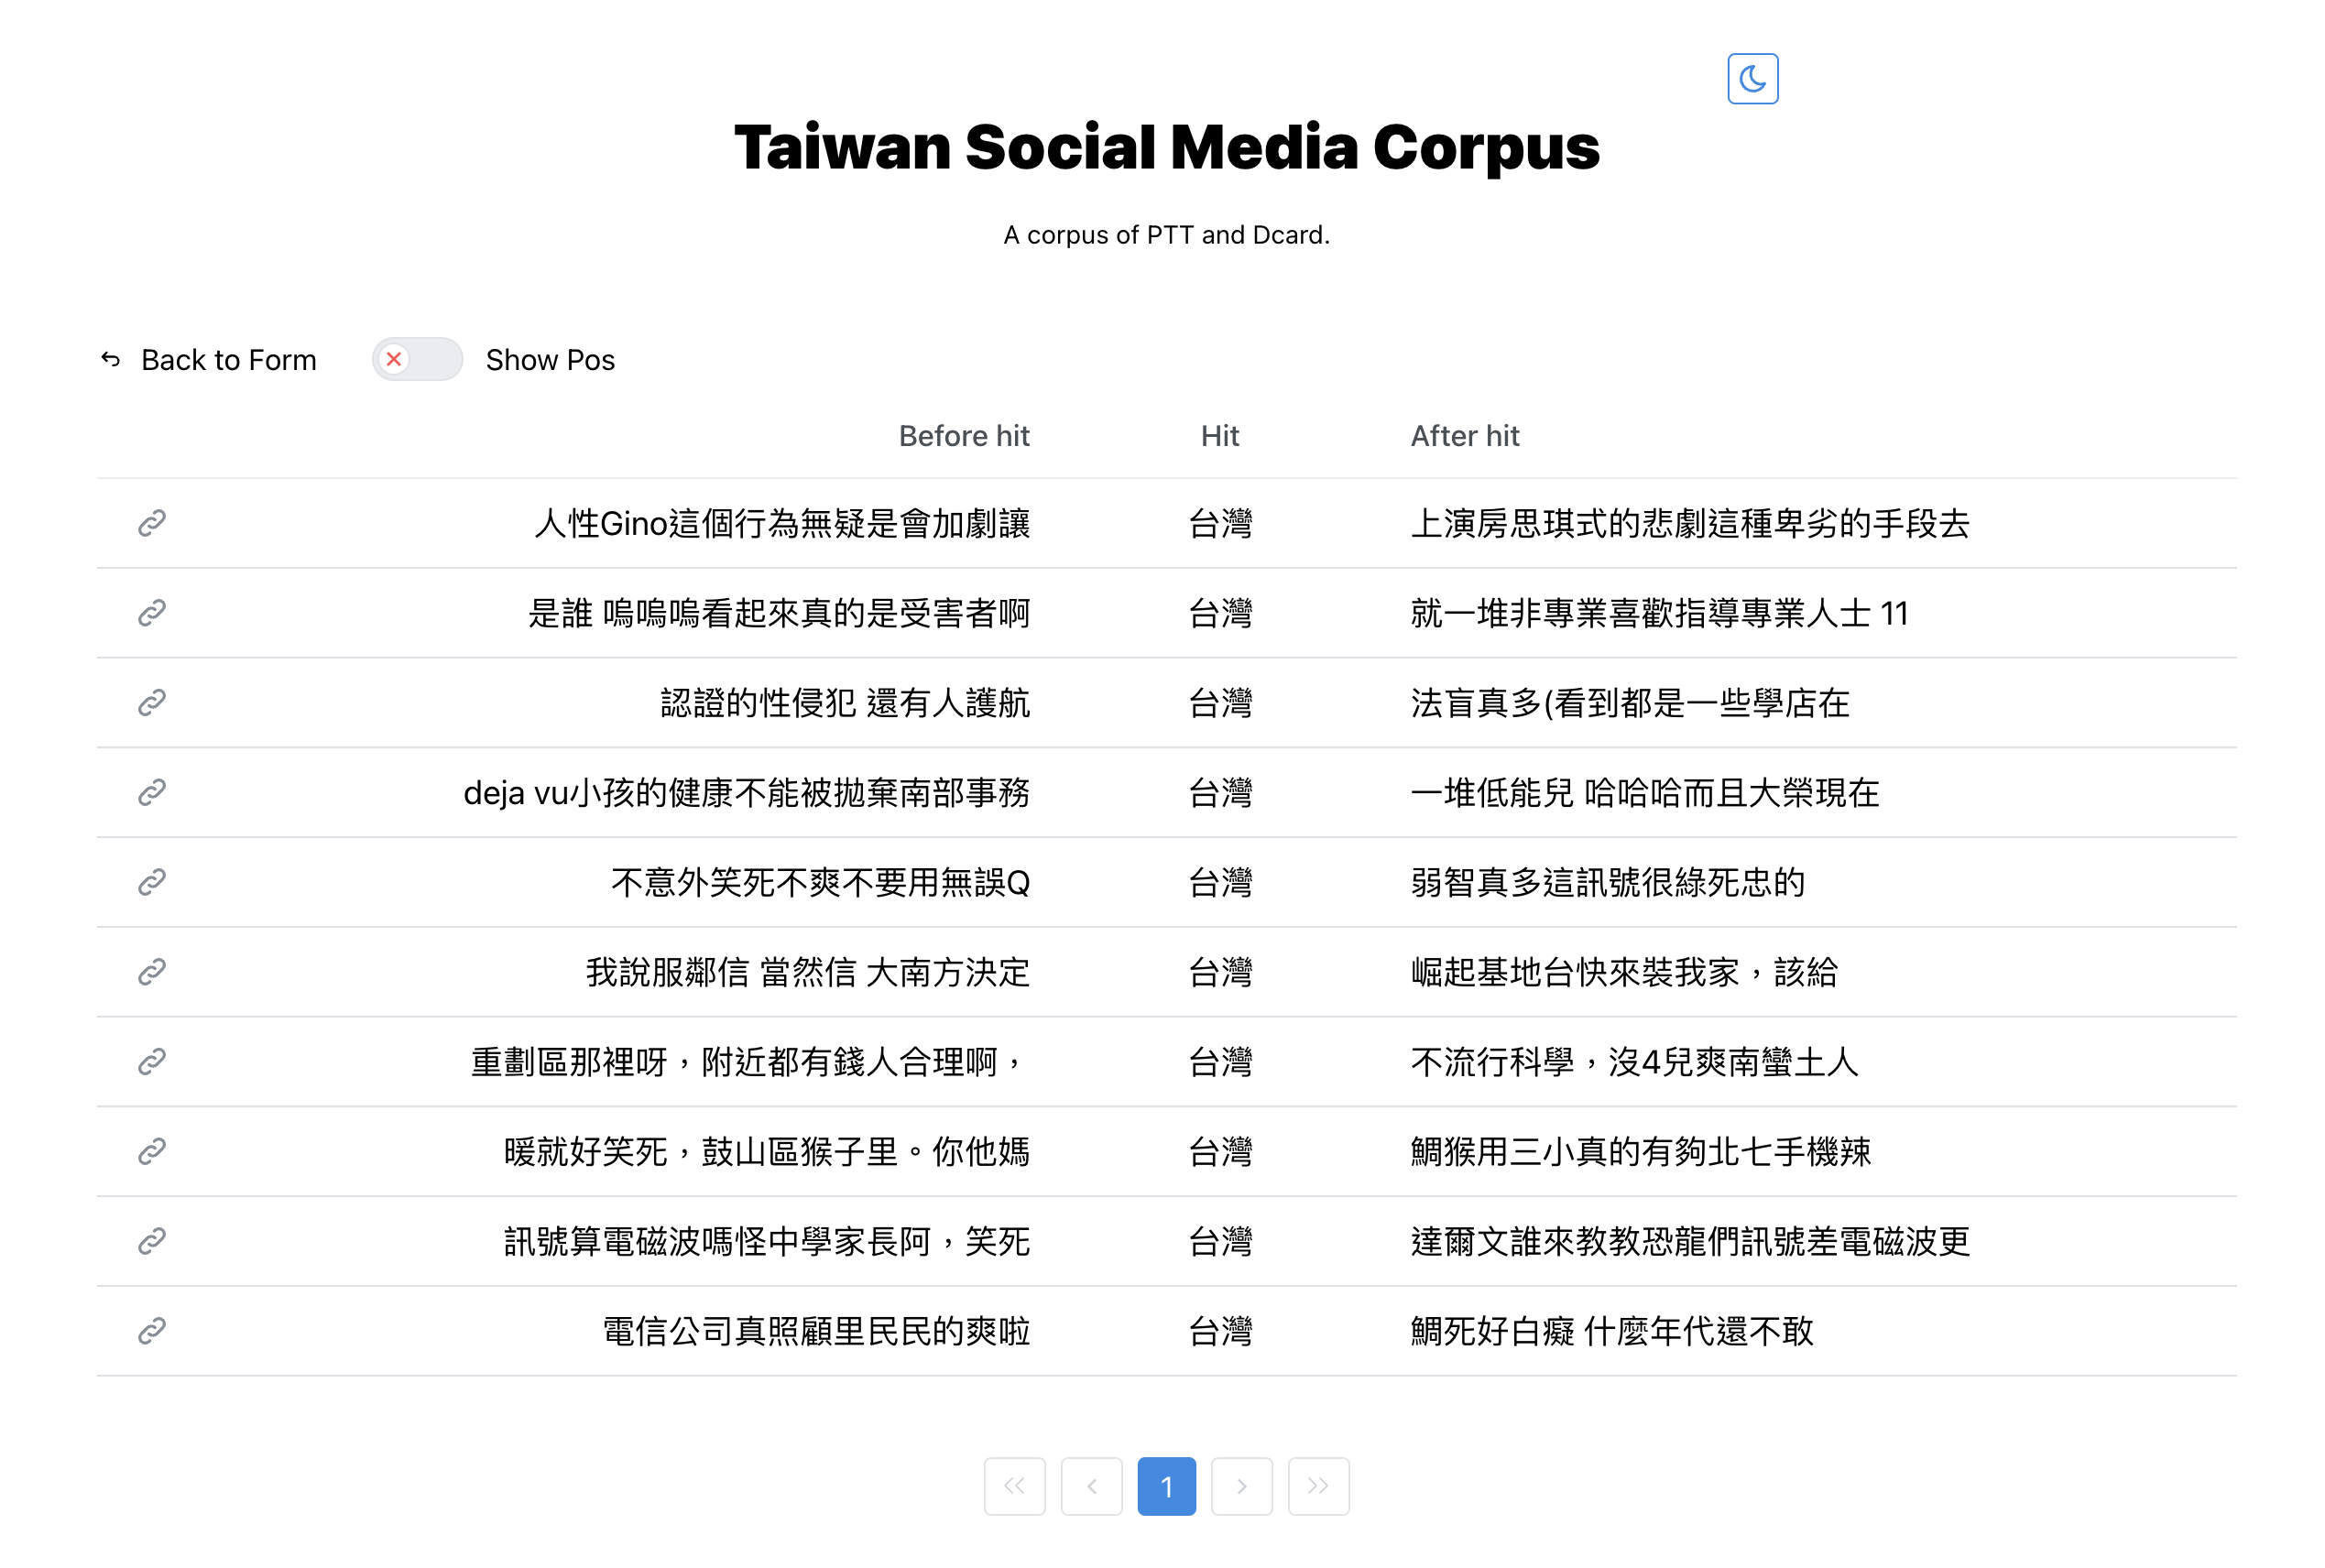 Taiwan Social Media Corpus
A corpus of PTT and Dcard.
Back to Form Show Pos
Before hit Hit After hit
人性Gino這個行為無疑是會加劇讓 台灣 上演房思琪式的悲劇這種卑劣的手段去
是誰 嗚嗚嗚看起來真的是受害者啊 台灣 就一堆非專業喜歡指導專業人士 11
認證的性侵犯 還有人護航 台灣 法盲真多(看到都是一些學店在
deja vu小孩的健康不能被拋棄南部事務 台灣 一堆低能兒 哈哈哈而且大榮現在
不意外笑死不爽不要用無誤Q 台灣 弱智真多這訊號很綠死忠的
我說服鄰信 當然信 大南方決定 台灣 崛起基地台快來裝我家，該給
重劃區那裡呀，附近都有錢人合理啊， 台灣 不流行科學，沒4兒爽南蠻土人
暖就好笑死，鼓山區猴子里。你他媽 台灣 鯛猴用三小真的有夠北七手機辣
訊號算電磁波嗎怪中學家長阿，笑死 台灣 達爾文誰來教教恐龍們訊號差電磁波更
電信公司真照顧里民民的爽啦 台灣 鯛死好白癡 什麼年代還不敢
1